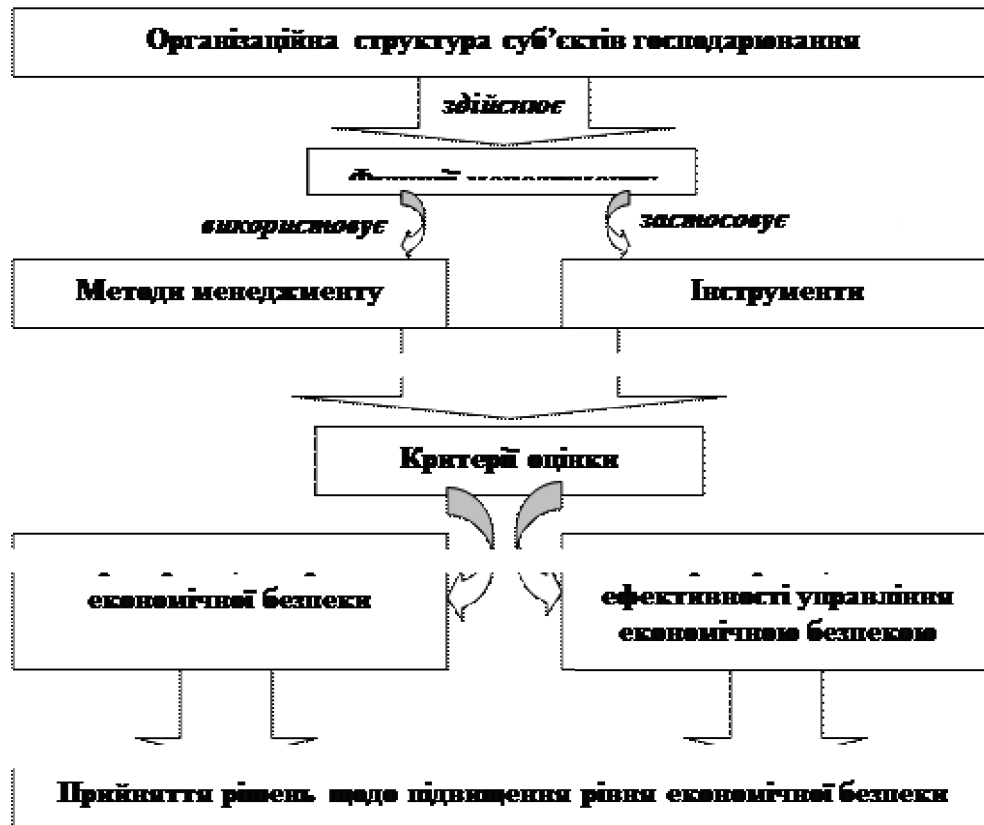 Організаційна структура суб’єктів господарювання
здійснює
використовує
застосовує
Методи менеджменту
Інструменти
Критерії оцінки
економічної безпеки
ефективності управління
економічною безпекою
Прийняття рішень щодо підвищення рівня економічної безпеки